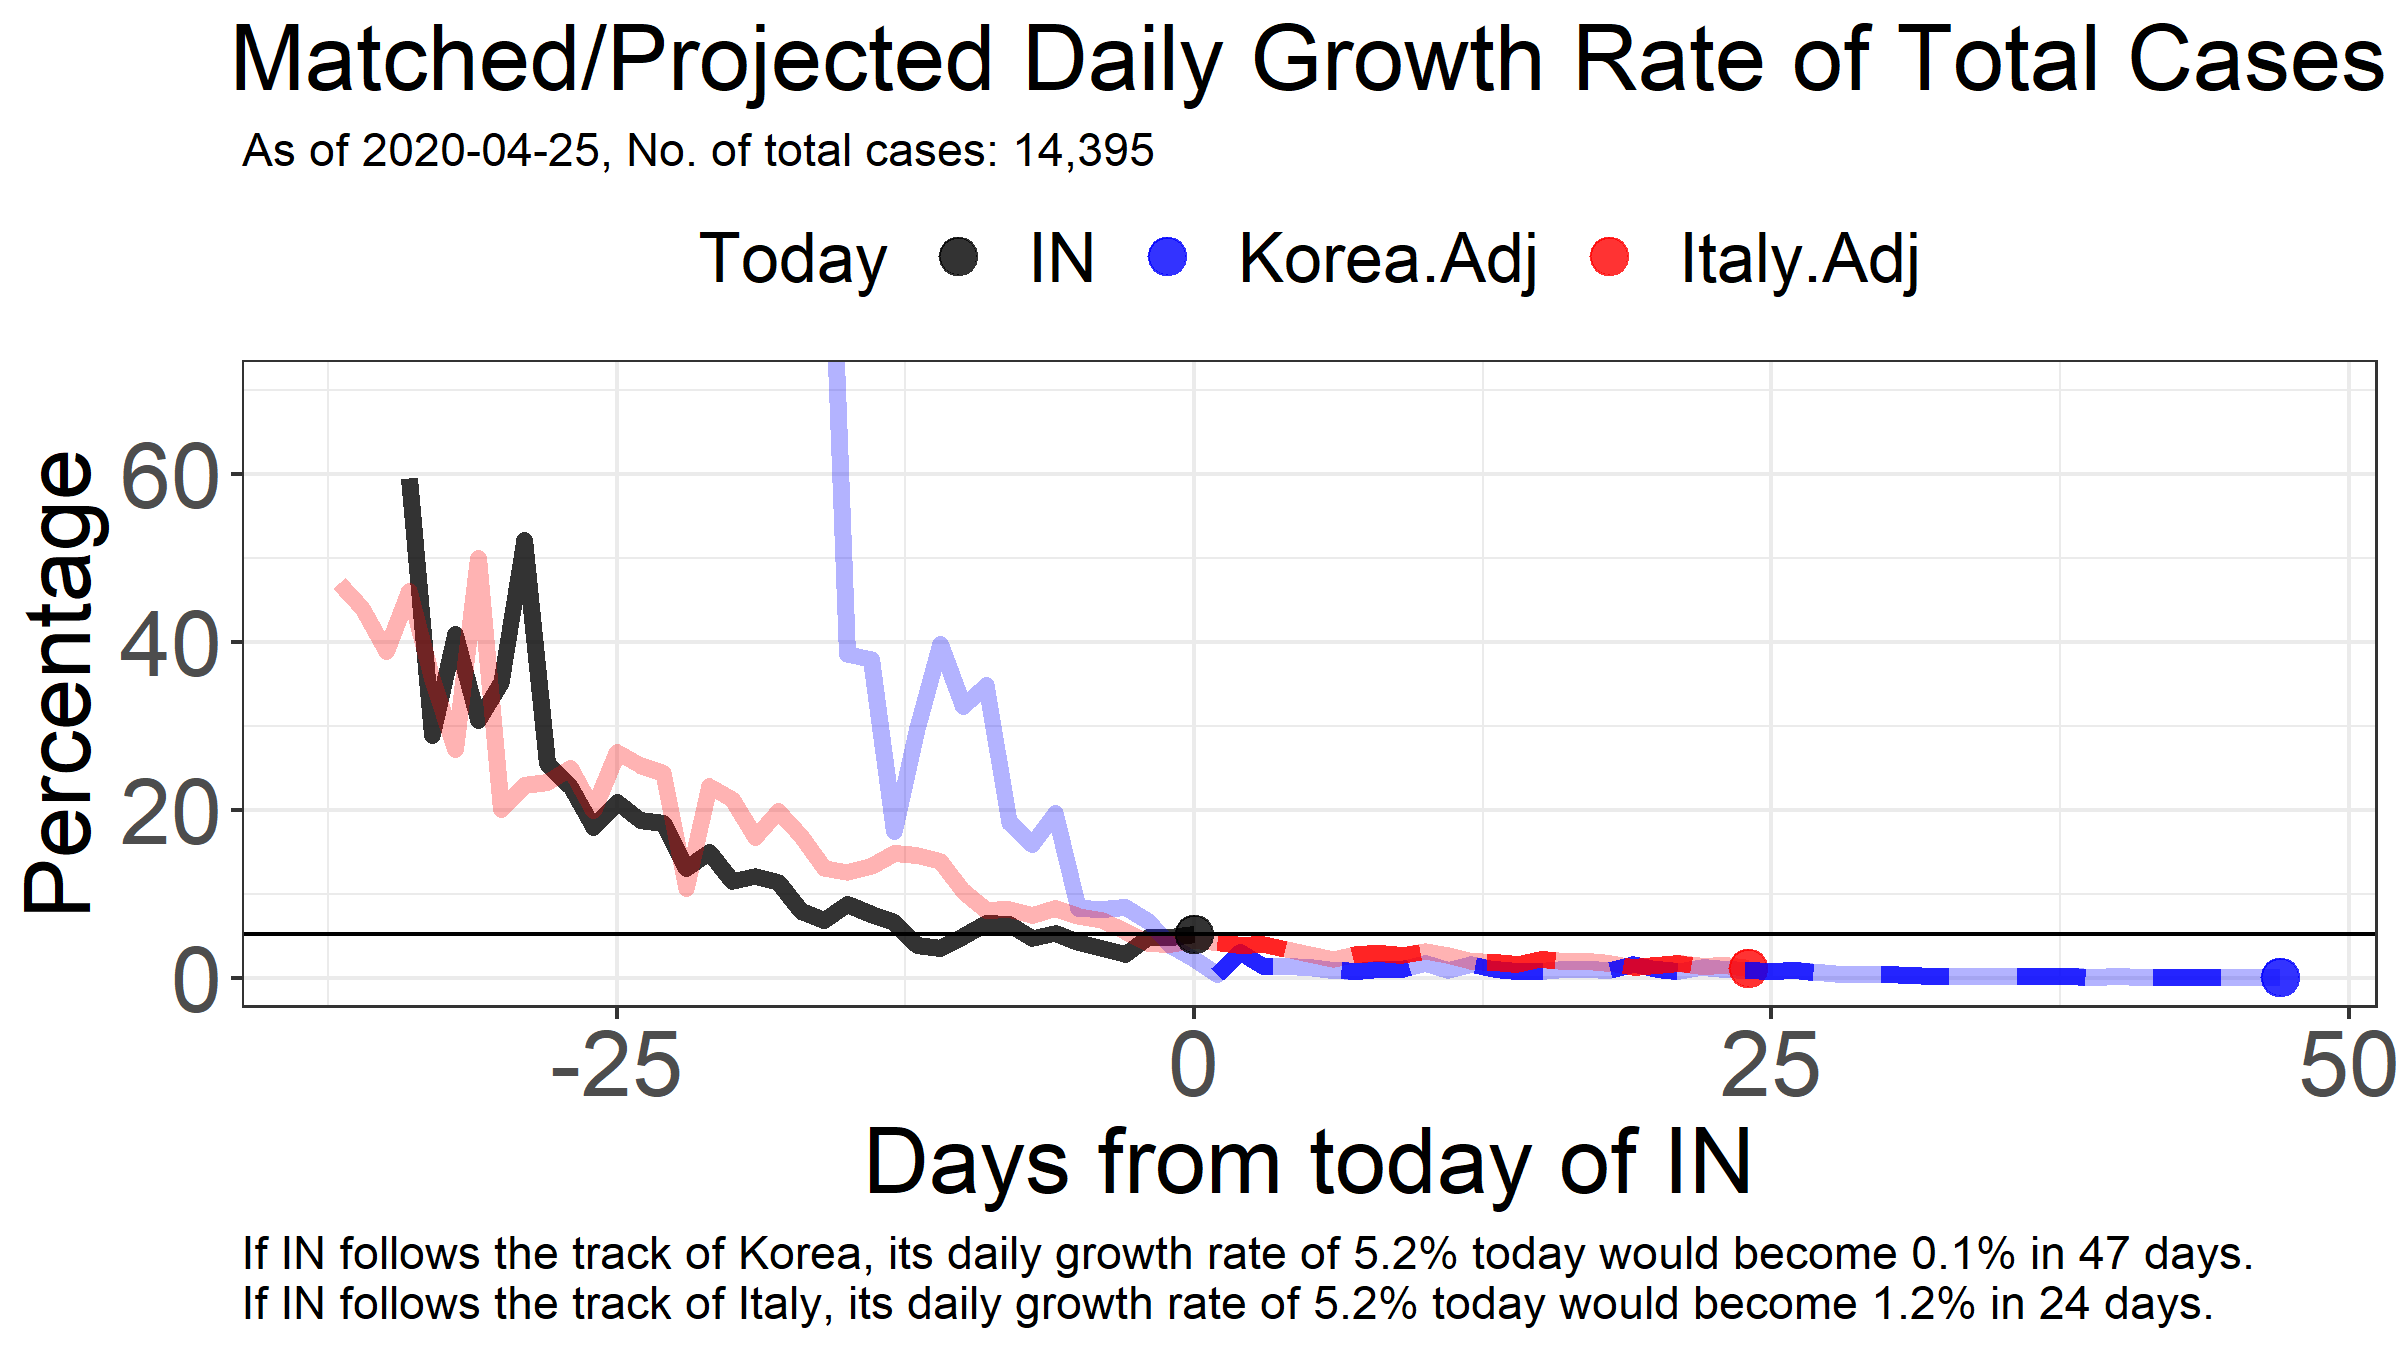 Matched/Projected Daily Growth Rate of Total Cases
As of 2020-04-25, No. of total cases: 14,395
Today IN Korea.Adj Italy.Adj
Percentage
60
40
20
0
-25 0 25 50
Days from today of IN
If IN follows the track of Korea, its daily growth rate of 5.2% today would become 0.1% in 47 days.
If IN follows the track of Italy, its daily growth rate of 5.2% today would become 1.2% in 24 days.